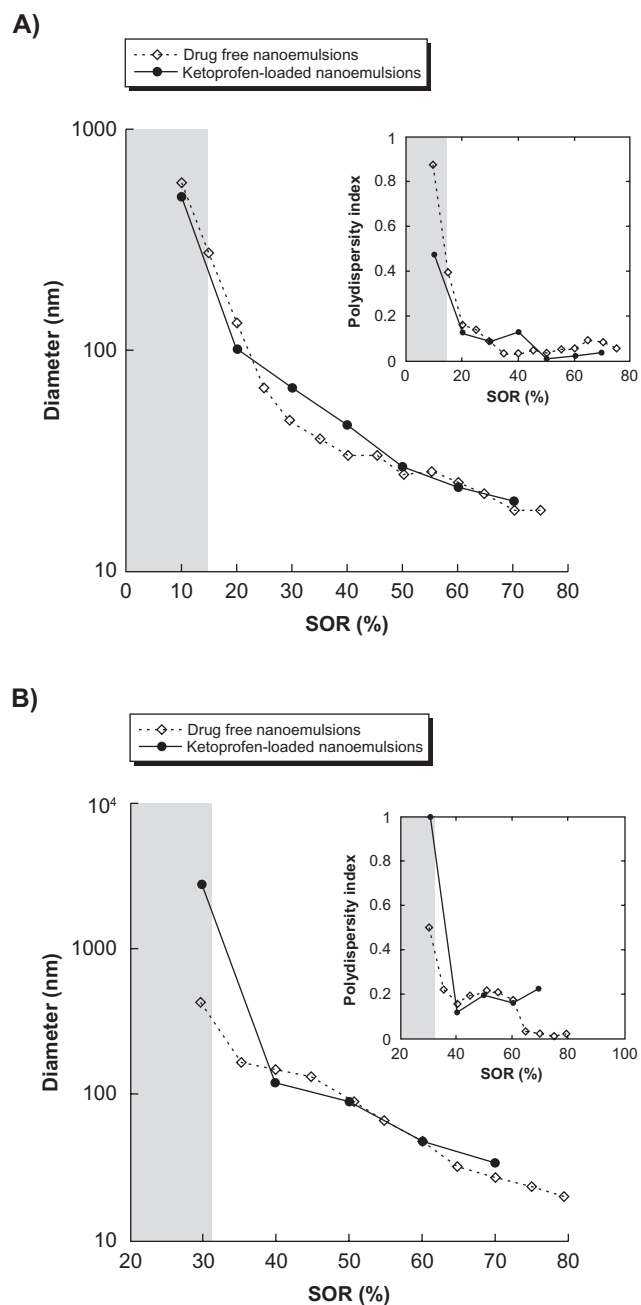 A)
Drug free nanoemulsions
Ketoprofen-loaded nanoemulsions
1000
100
10
Diameter (nm)
0 10 20 30 40 50 60 70 80
SOR (%)
1
0.8
0.6
0.4
0.2
0
Polydispersity index
0 20 40 60 80
SOR (%)
B)
Drug free nanoemulsions
Ketoprofen-loaded nanoemulsions
10⁴
1000
100
10
Diameter (nm)
20 30 40 50 60 70 80
SOR (%)
1
0.8
0.6
0.4
0.2
0
Polydispersity index
20 40 60 80 100
SOR (%)